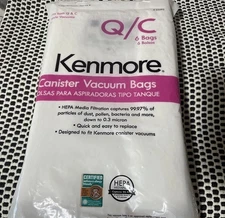 Q/C
6 Bags
6 Bolsas
Kenmore
Canister Vacuum Bags
BOLSAS PARA ASPIRADORAS TIPO TANQUE
• HEPA Media Filtration captures 99.97% of
particles of dust, pollen, bacteria and more,
down to 0.3 micron
• Quick and easy to replace
• Designed to fit Kenmore canister vacuums
HEPA